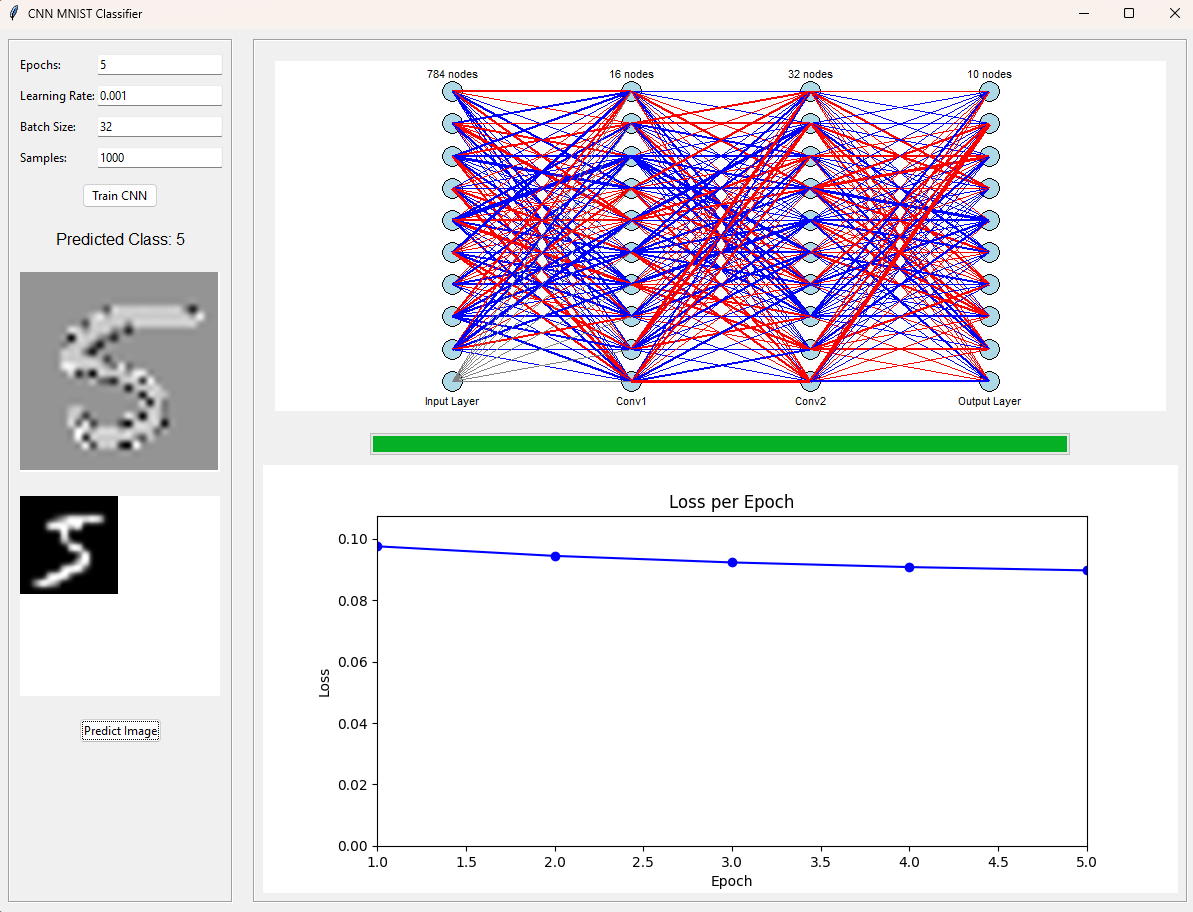 CNN MNIST Classifier
Epochs: 5
Learning Rate: 0.001
Batch Size: 32
Samples: 1000
Train CNN
Predicted Class: 5
5
5
Predict Image
784 nodes 16 nodes 32 nodes 10 nodes
Input Layer Conv1 Conv2 Output Layer
Loss per Epoch
0.10
0.08
0.06
0.04
0.02
0.00
Loss
1.0 1.5 2.0 2.5 3.0 3.5 4.0 4.5 5.0
Epoch